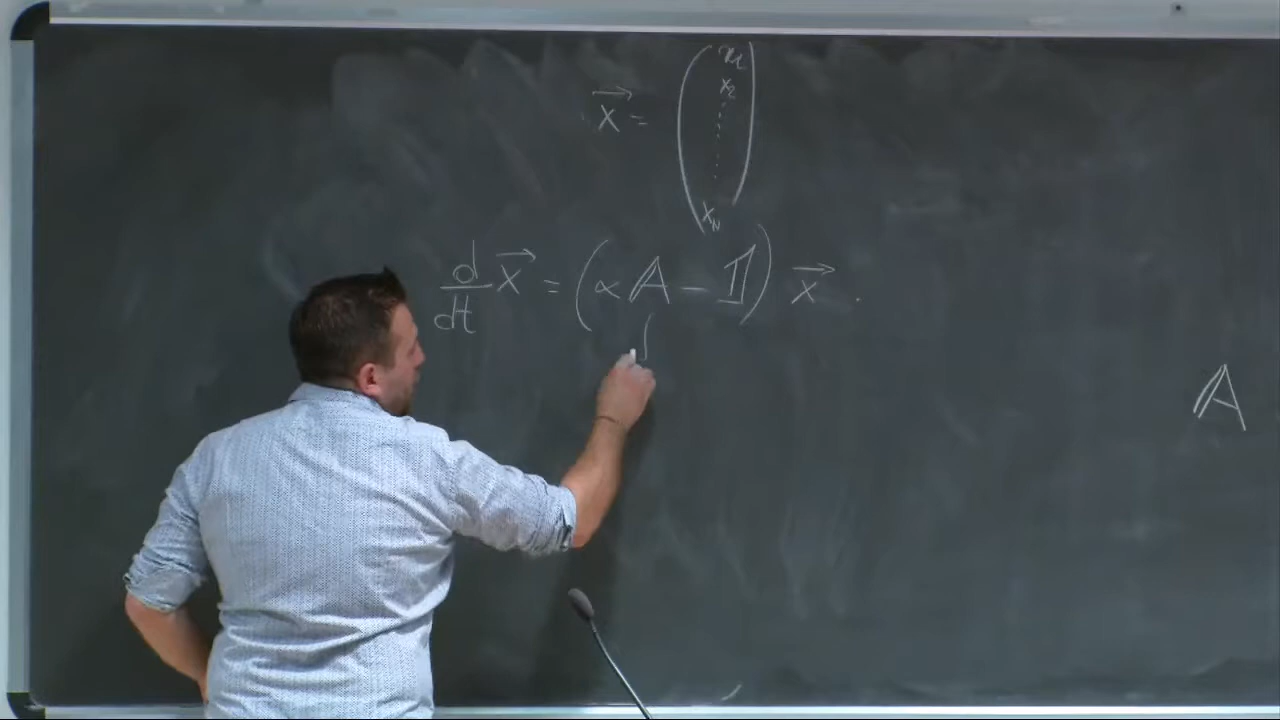 x⃗ = (x₁ x₂ ⋮ x_N)
d/dt x⃗ = (α𝔸 − 𝟙) x⃗
𝔸